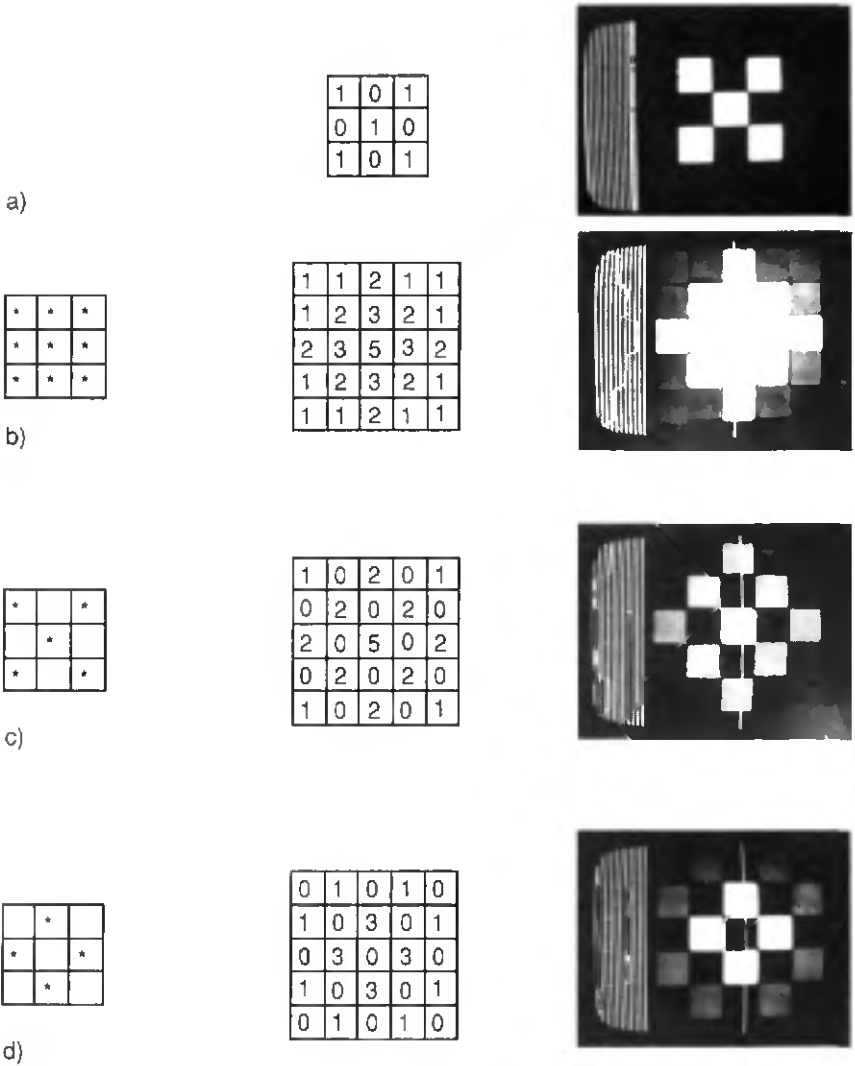 1 0 1
0 1 0
1 0 1
a)
* * *
* * *
* * *
1 1 2 1 1
1 2 3 2 1
2 3 5 3 2
1 2 3 2 1
1 1 2 1 1
b)
* *
*
* *
1 0 2 0 1
0 2 0 2 0
2 0 5 0 2
0 2 0 2 0
1 0 2 0 1
c)
*
* *
*
0 1 0 1 0
1 0 3 0 1
0 3 0 3 0
1 0 3 0 1
0 1 0 1 0
d)